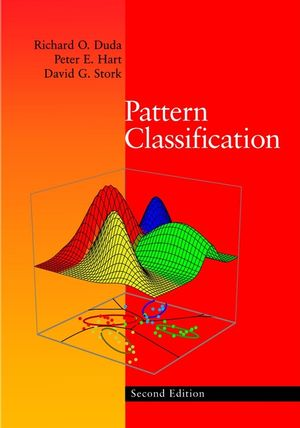 Richard O. Duda
Peter E. Hart
David G. Stork
Pattern
Classification
Second Edition